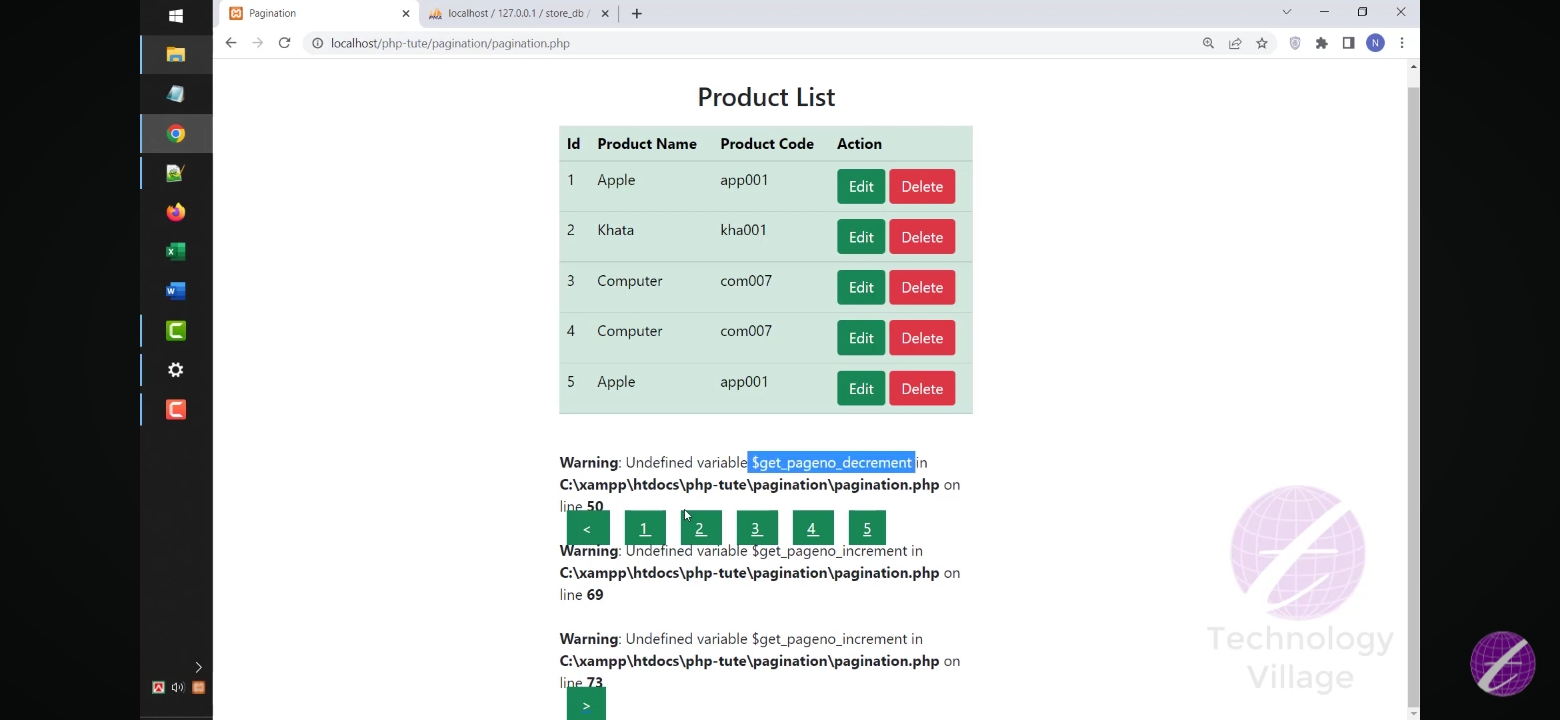 Pagination
localhost / 127.0.0.1 / store_db /
localhost/php-tute/pagination/pagination.php
N
Product List
Id Product Name Product Code Action
1 Apple app001 Edit Delete
2 Khata kha001 Edit Delete
3 Computer com007 Edit Delete
4 Computer com007 Edit Delete
5 Apple app001 Edit Delete
Warning: Undefined variable $get_pageno_decrement in
C:\xampp\htdocs\php-tute\pagination\pagination.php on
line 50
< 1 2 3 4 5
Warning: Undefined variable $get_pageno_increment in
C:\xampp\htdocs\php-tute\pagination\pagination.php on
line 69
Warning: Undefined variable $get_pageno_increment in
C:\xampp\htdocs\php-tute\pagination\pagination.php on
line 73
>
Technology
Village